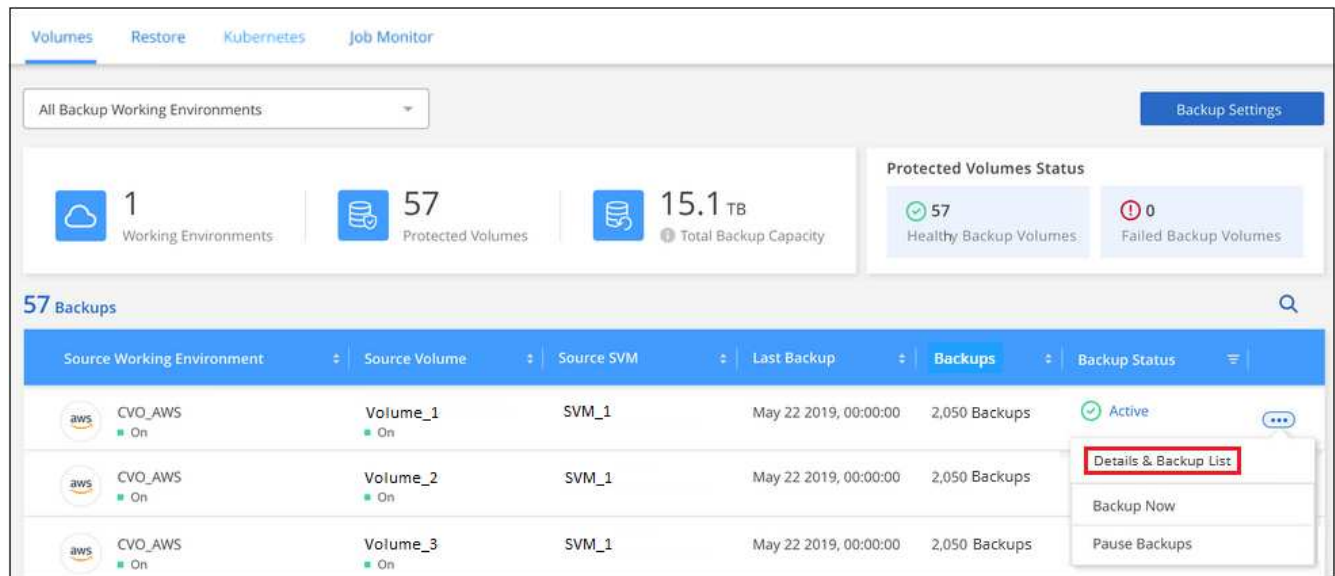 Volumes Restore Kubernetes Job Monitor
All Backup Working Environments
Backup Settings
1
Working Environments
57
Protected Volumes
15.1 TB
Total Backup Capacity
Protected Volumes Status
57
Healthy Backup Volumes
0
Failed Backup Volumes
57 Backups
Source Working Environment Source Volume Source SVM Last Backup Backups Backup Status
aws CVO_AWS Volume_1 SVM_1 May 22 2019, 00:00:00 2,050 Backups Active
On On
Details & Backup List
aws CVO_AWS Volume_2 SVM_1 May 22 2019, 00:00:00 2,050 Backups
On On
Backup Now
aws CVO_AWS Volume_3 SVM_1 May 22 2019, 00:00:00 2,050 Backups
On On
Pause Backups